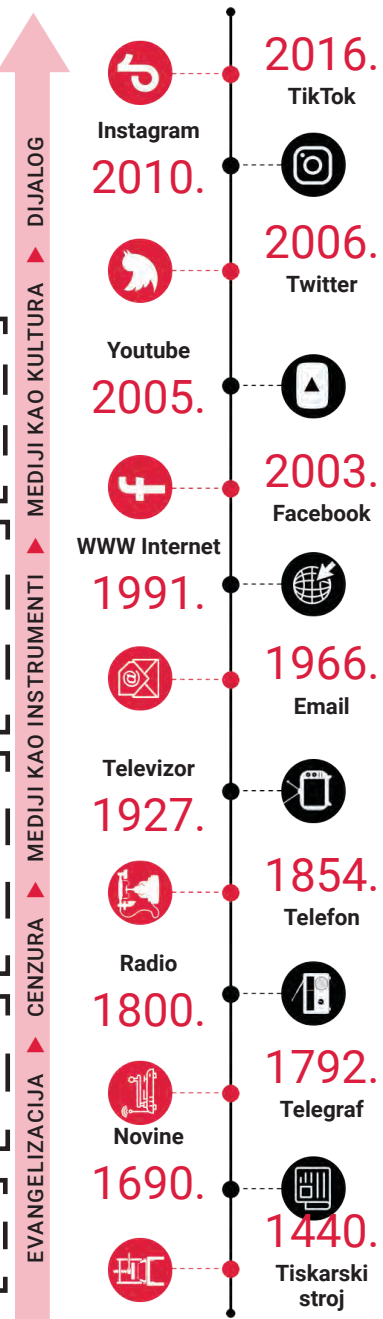 2016.
TikTok
Instagram
2010.
2006.
Twitter
Youtube
2005.
2003.
Facebook
WWW Internet
1991.
1966.
Email
Televizor
1927.
1854.
Telefon
Radio
1800.
1792.
Telegraf
Novine
1690.
1440.
Tiskarski
stroj
EVANGELIZACIJA ▶ CENZURA ▶ MEDIJI KAO INSTRUMENTI ▶ MEDIJI KAO KULTURA ▶ DIJALOG